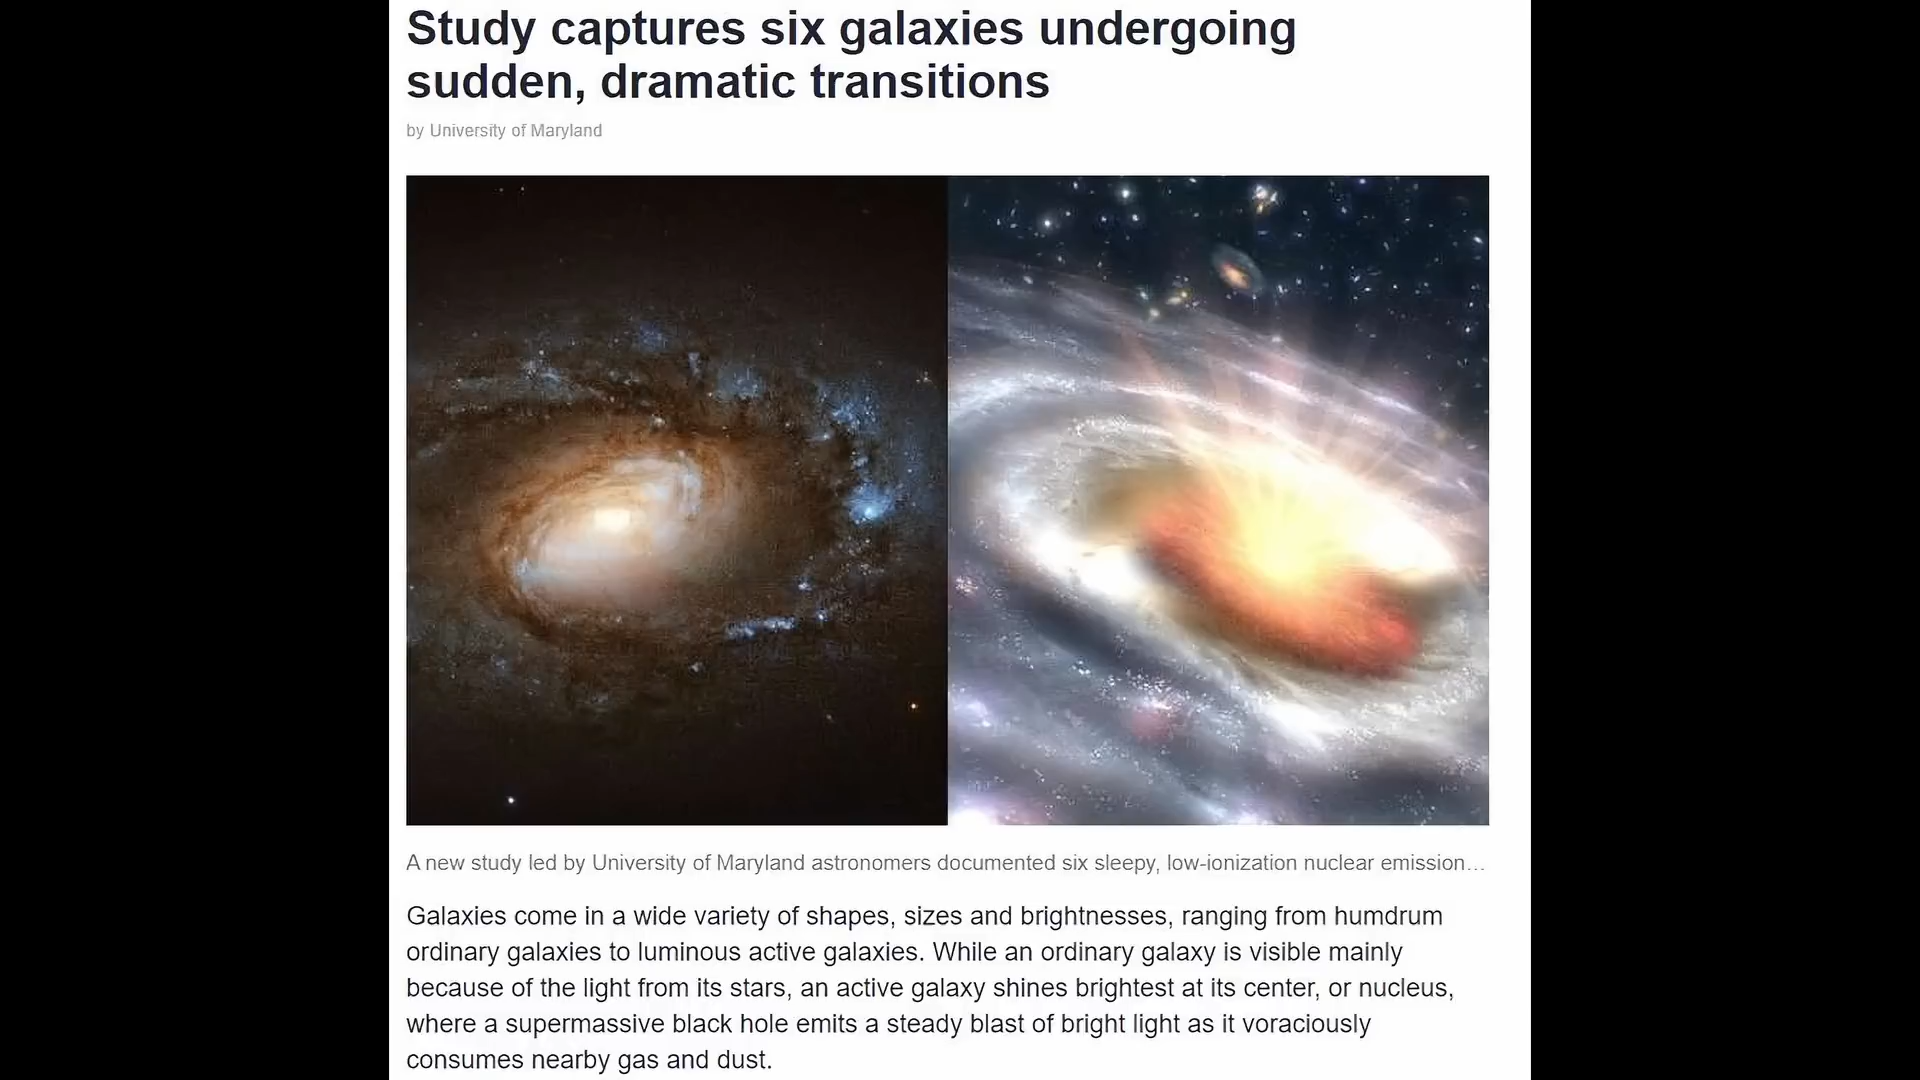 Study captures six galaxies undergoing
sudden, dramatic transitions
by University of Maryland
A new study led by University of Maryland astronomers documented six sleepy, low-ionization nuclear emission…
Galaxies come in a wide variety of shapes, sizes and brightnesses, ranging from humdrum
ordinary galaxies to luminous active galaxies. While an ordinary galaxy is visible mainly
because of the light from its stars, an active galaxy shines brightest at its center, or nucleus,
where a supermassive black hole emits a steady blast of bright light as it voraciously
consumes nearby gas and dust.